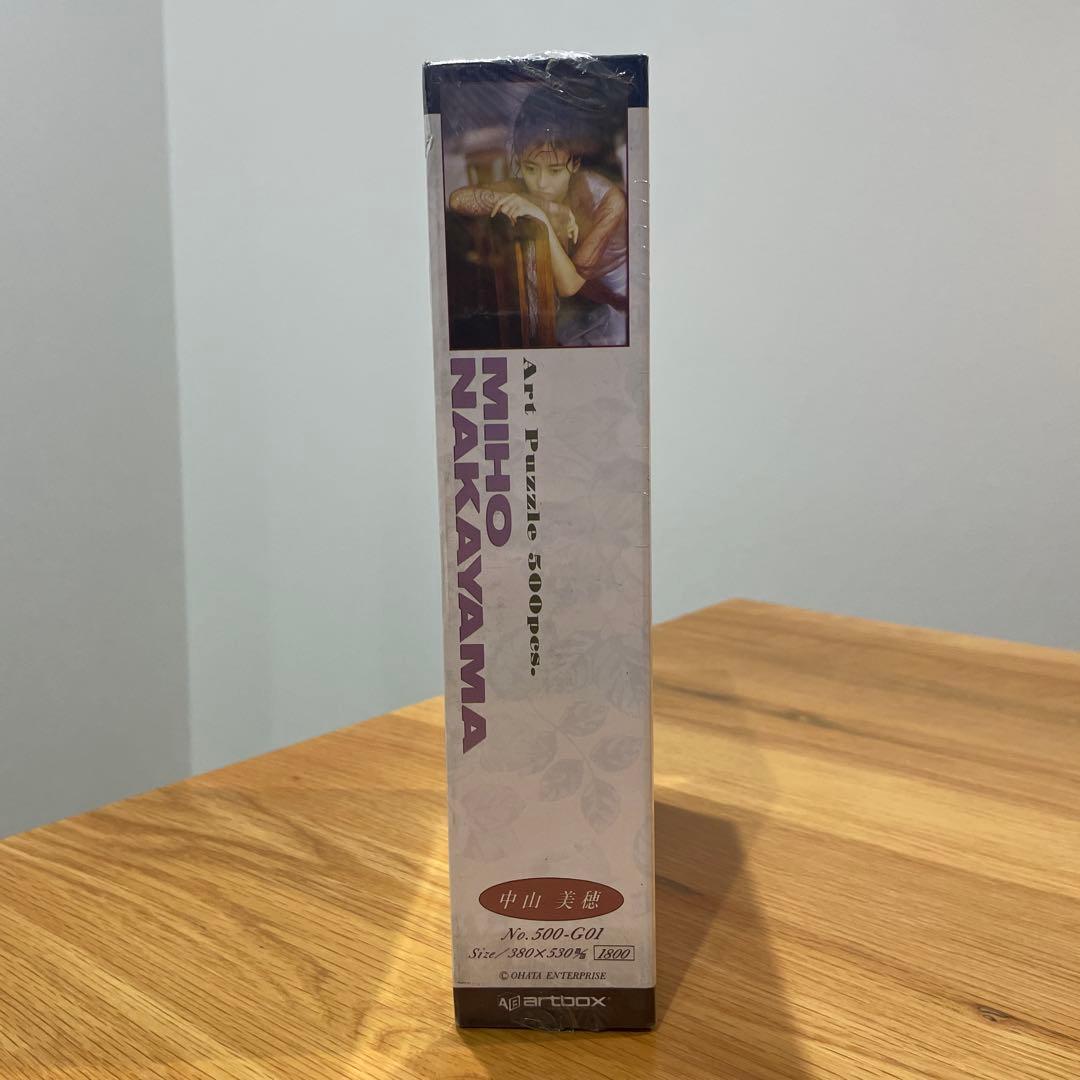 MIHO
NAKAYAMA
Art Puzzle 500pcs.
中山 美穂
No.500-G01
Size/380×530㎜ 1800
© OHATA ENTERPRISE
artbox